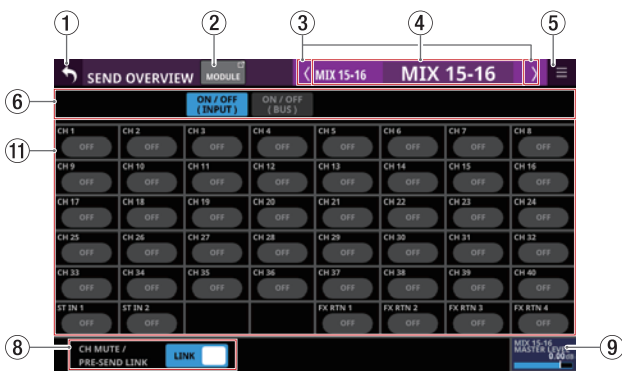 ① ② ③ ④ ⑤
SEND OVERVIEW MODULE MIX 15-16 MIX 15-16
⑥
ON / OFF (INPUT) ON / OFF (BUS)
⑪
CH 1 CH 2 CH 3 CH 4 CH 5 CH 6 CH 7 CH 8
OFF OFF OFF OFF OFF OFF OFF OFF
CH 9 CH 10 CH 11 CH 12 CH 13 CH 14 CH 15 CH 16
OFF OFF OFF OFF OFF OFF OFF OFF
CH 17 CH 18 CH 19 CH 20 CH 21 CH 22 CH 23 CH 24
OFF OFF OFF OFF OFF OFF OFF OFF
CH 25 CH 26 CH 27 CH 28 CH 29 CH 30 CH 31 CH 32
OFF OFF OFF OFF OFF OFF OFF OFF
CH 33 CH 34 CH 35 CH 36 CH 37 CH 38 CH 39 CH 40
OFF OFF OFF OFF OFF OFF OFF OFF
ST IN 1 ST IN 2 FX RTN 1 FX RTN 2 FX RTN 3 FX RTN 4
OFF OFF OFF OFF OFF OFF
⑧
CH MUTE /
PRE-SEND LINK
LINK
MIX 15-16
MASTER LEVEL
0.00 dB
⑨